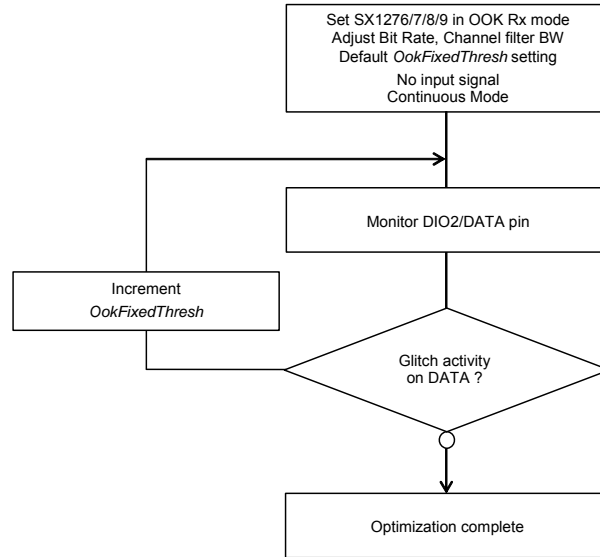 Set SX1276/7/8/9 in OOK Rx mode
Adjust Bit Rate, Channel filter BW
Default OokFixedThresh setting
No input signal
Continuous Mode
Monitor DIO2/DATA pin
Increment
OokFixedThresh
Glitch activity
on DATA ?
Optimization complete